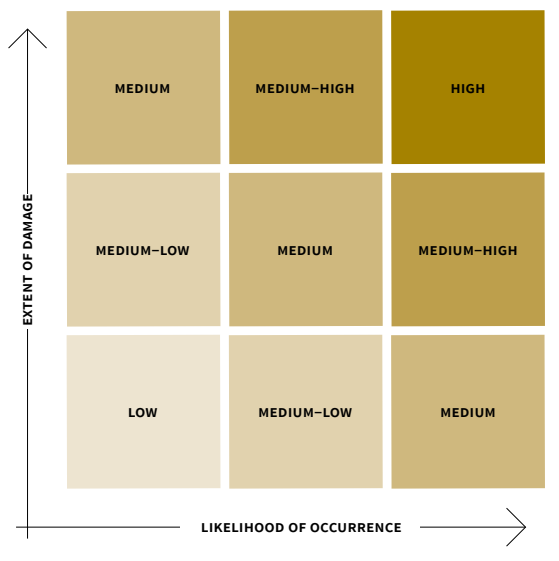 MEDIUM
MEDIUM–HIGH
HIGH
EXTENT OF DAMAGE
MEDIUM–LOW
MEDIUM
MEDIUM–HIGH
LOW
MEDIUM–LOW
MEDIUM
LIKELIHOOD OF OCCURRENCE